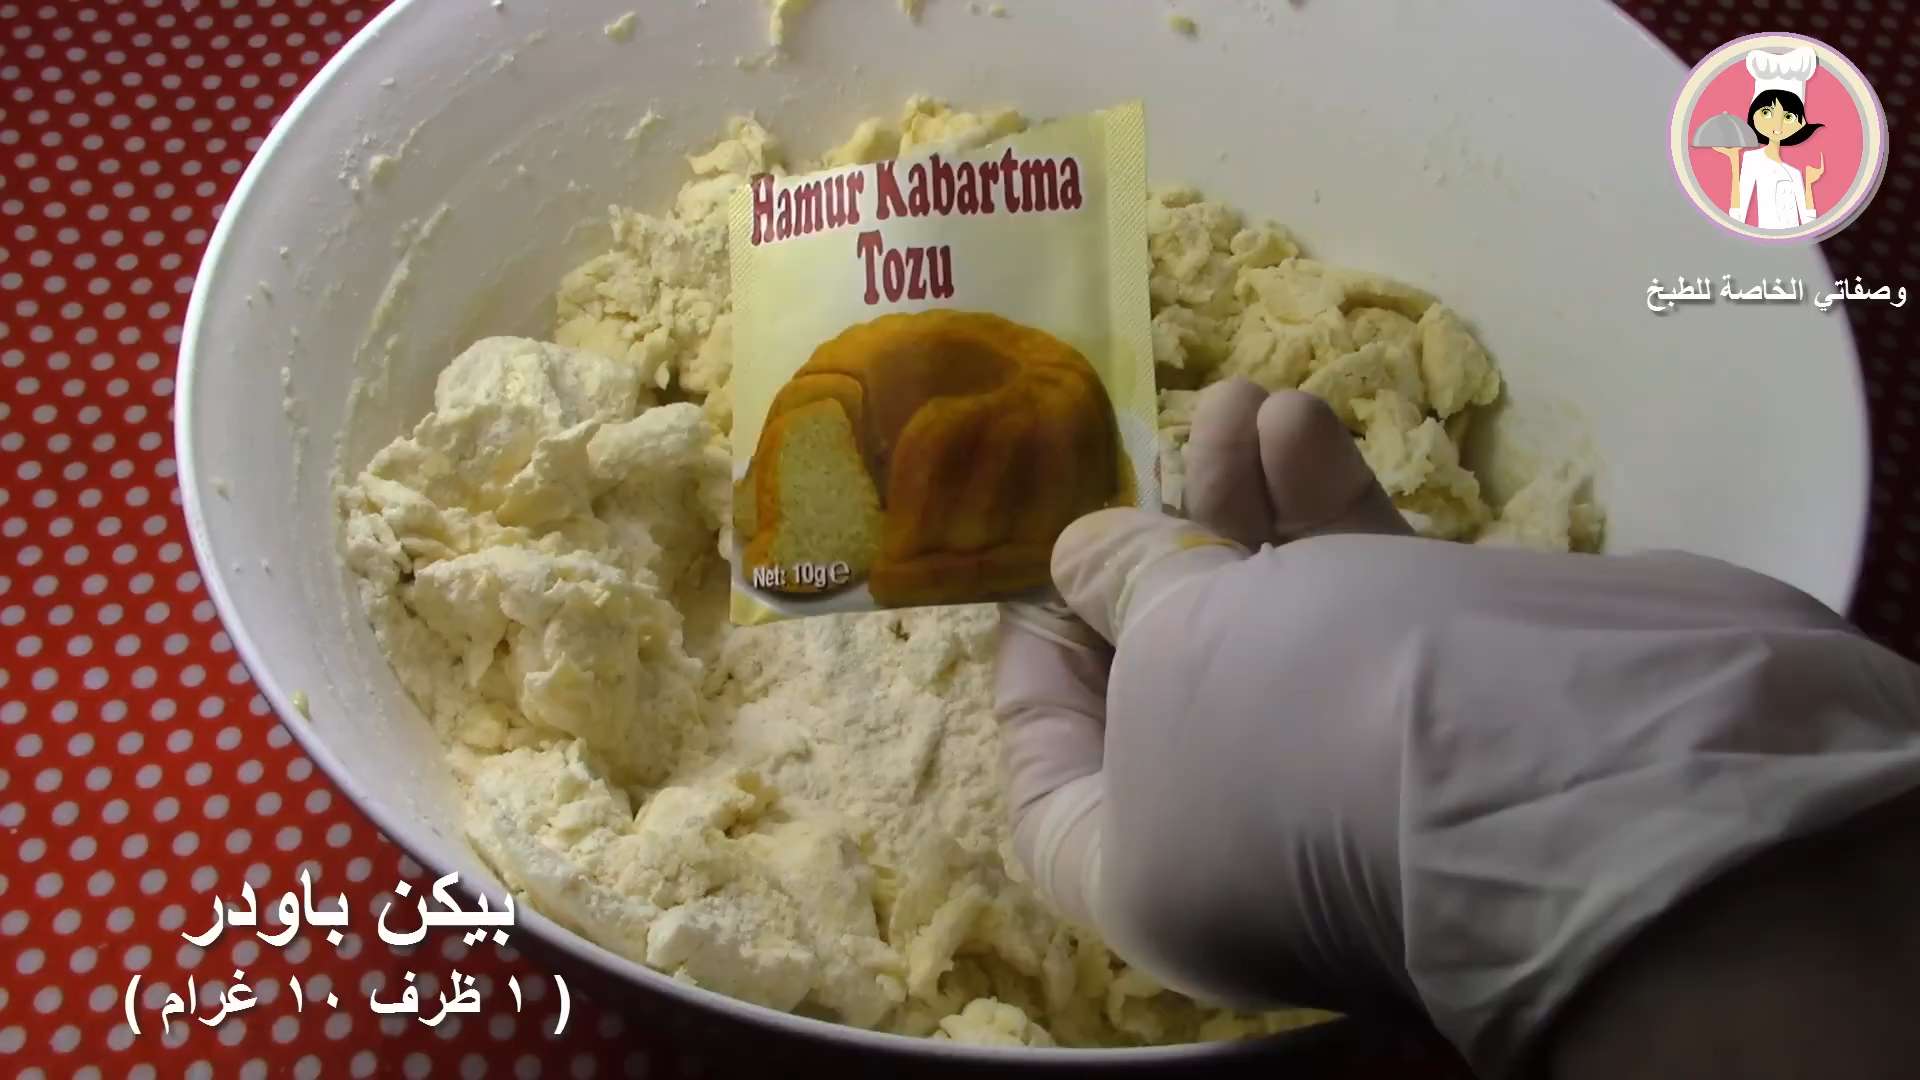 Hamur Kabartma
Tozu
Net: 10g e
وصفاتي الخاصة للطبخ
بيكن باودر
( ١ ظرف ١٠ غرام )